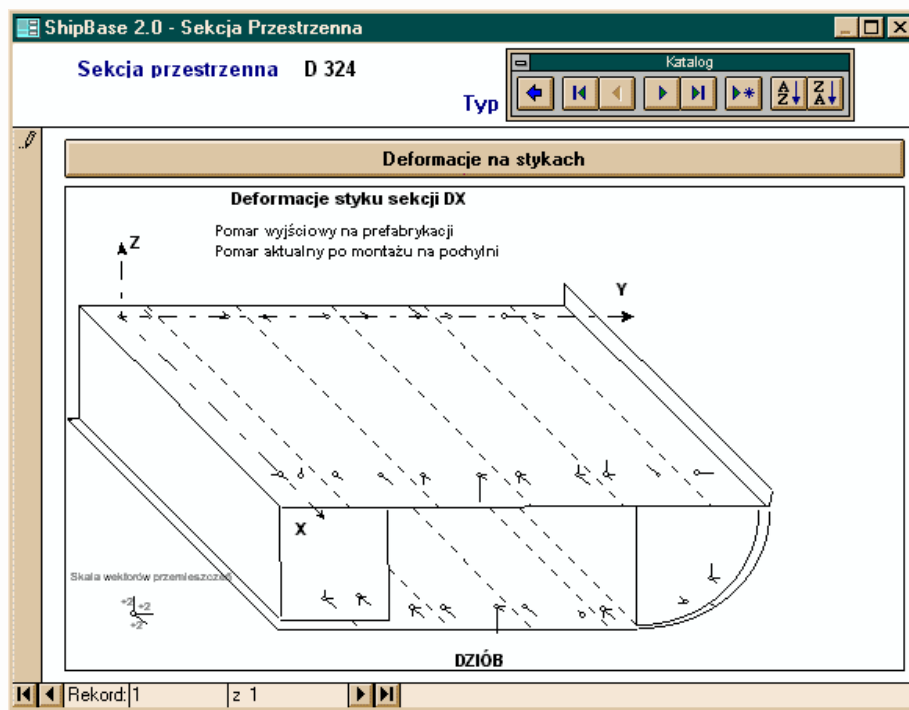 ShipBase 2.0 - Sekcja Przestrzenna
Sekcja przestrzenna D 324
Katalog
Typ
A Z
Z A
Deformacje na stykach
Deformacje styku sekcji DX
Pomar wyjściowy na prefabrykacji
Pomar aktualny po montażu na pochylni
Z
Y
X
Skala wektorów przemieszczeń
+2 +2
+2
DZIÓB
Rekord: 1 z 1